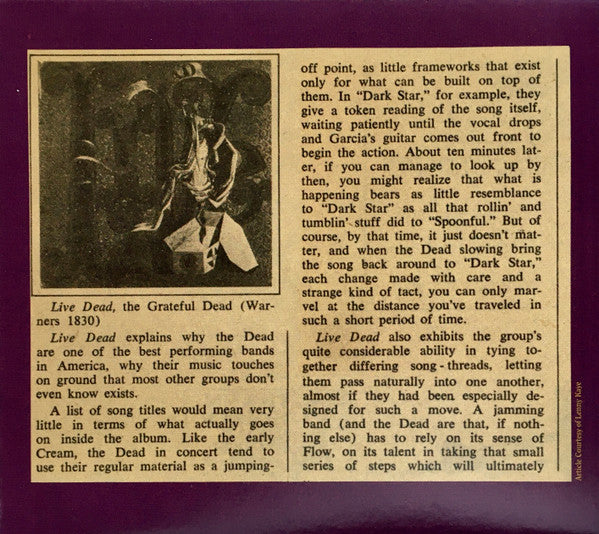 Live Dead, the Grateful Dead (War-
ners 1830)
Live Dead explains why the Dead
are one of the best performing bands
in America, why their music touches
on ground that most other groups don't
even know exists.
A list of song titles would mean very
little in terms of what actually goes
on inside the album. Like the early
Cream, the Dead in concert tend to
use their regular material as a jumping-
off point, as little frameworks that exist
only for what can be built on top of
them. In "Dark Star," for example, they
give a token reading of the song itself,
waiting patiently until the vocal drops
and Garcia's guitar comes out front to
begin the action. About ten minutes lat-
er, if you can manage to look up by
then, you might realize that what is
happening bears as little resemblance
to "Dark Star" as all that rollin' and
tumblin' stuff did to "Spoonful." But of
course, by that time, it just doesn't mat-
ter, and when the Dead slowing bring
the song back around to "Dark Star,"
each change made with care and a
strange kind of tact, you can only mar-
vel at the distance you've traveled in
such a short period of time.
Live Dead also exhibits the group's
quite considerable ability in tying to-
gether differing song-threads, letting
them pass naturally into one another,
almost if they had been especially de-
signed for such a move. A jamming
band (and the Dead are that, if noth-
ing else) has to rely on its sense of
Flow, on its talent in taking that small
series of steps which will ultimately
Article Courtesy of Lenny Kaye